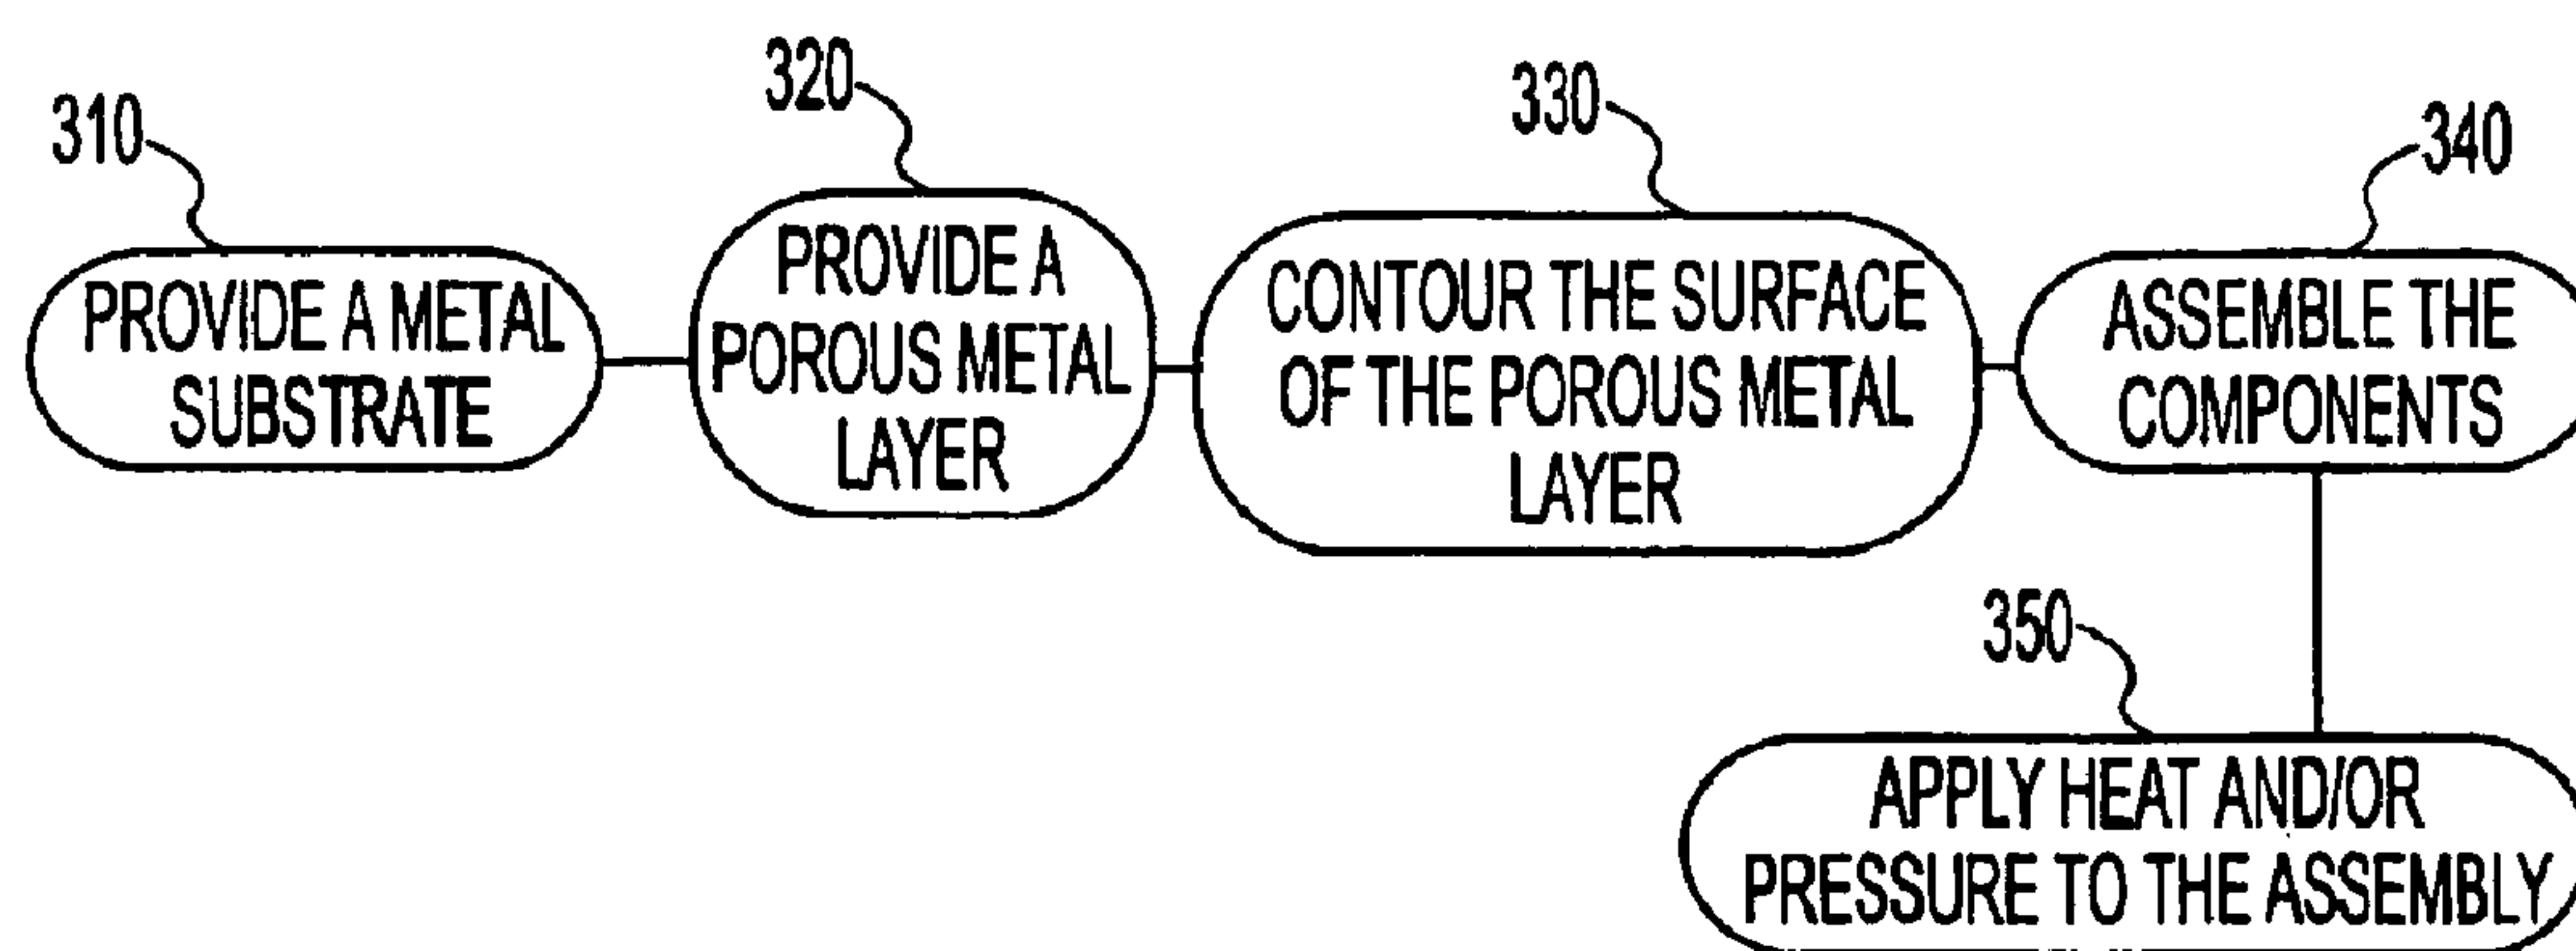 310
PROVIDE A METAL
SUBSTRATE
320
PROVIDE A
POROUS METAL
LAYER
330
CONTOUR THE SURFACE
OF THE POROUS METAL
LAYER
340
ASSEMBLE THE
COMPONENTS
350
APPLY HEAT AND/OR
PRESSURE TO THE ASSEMBLY